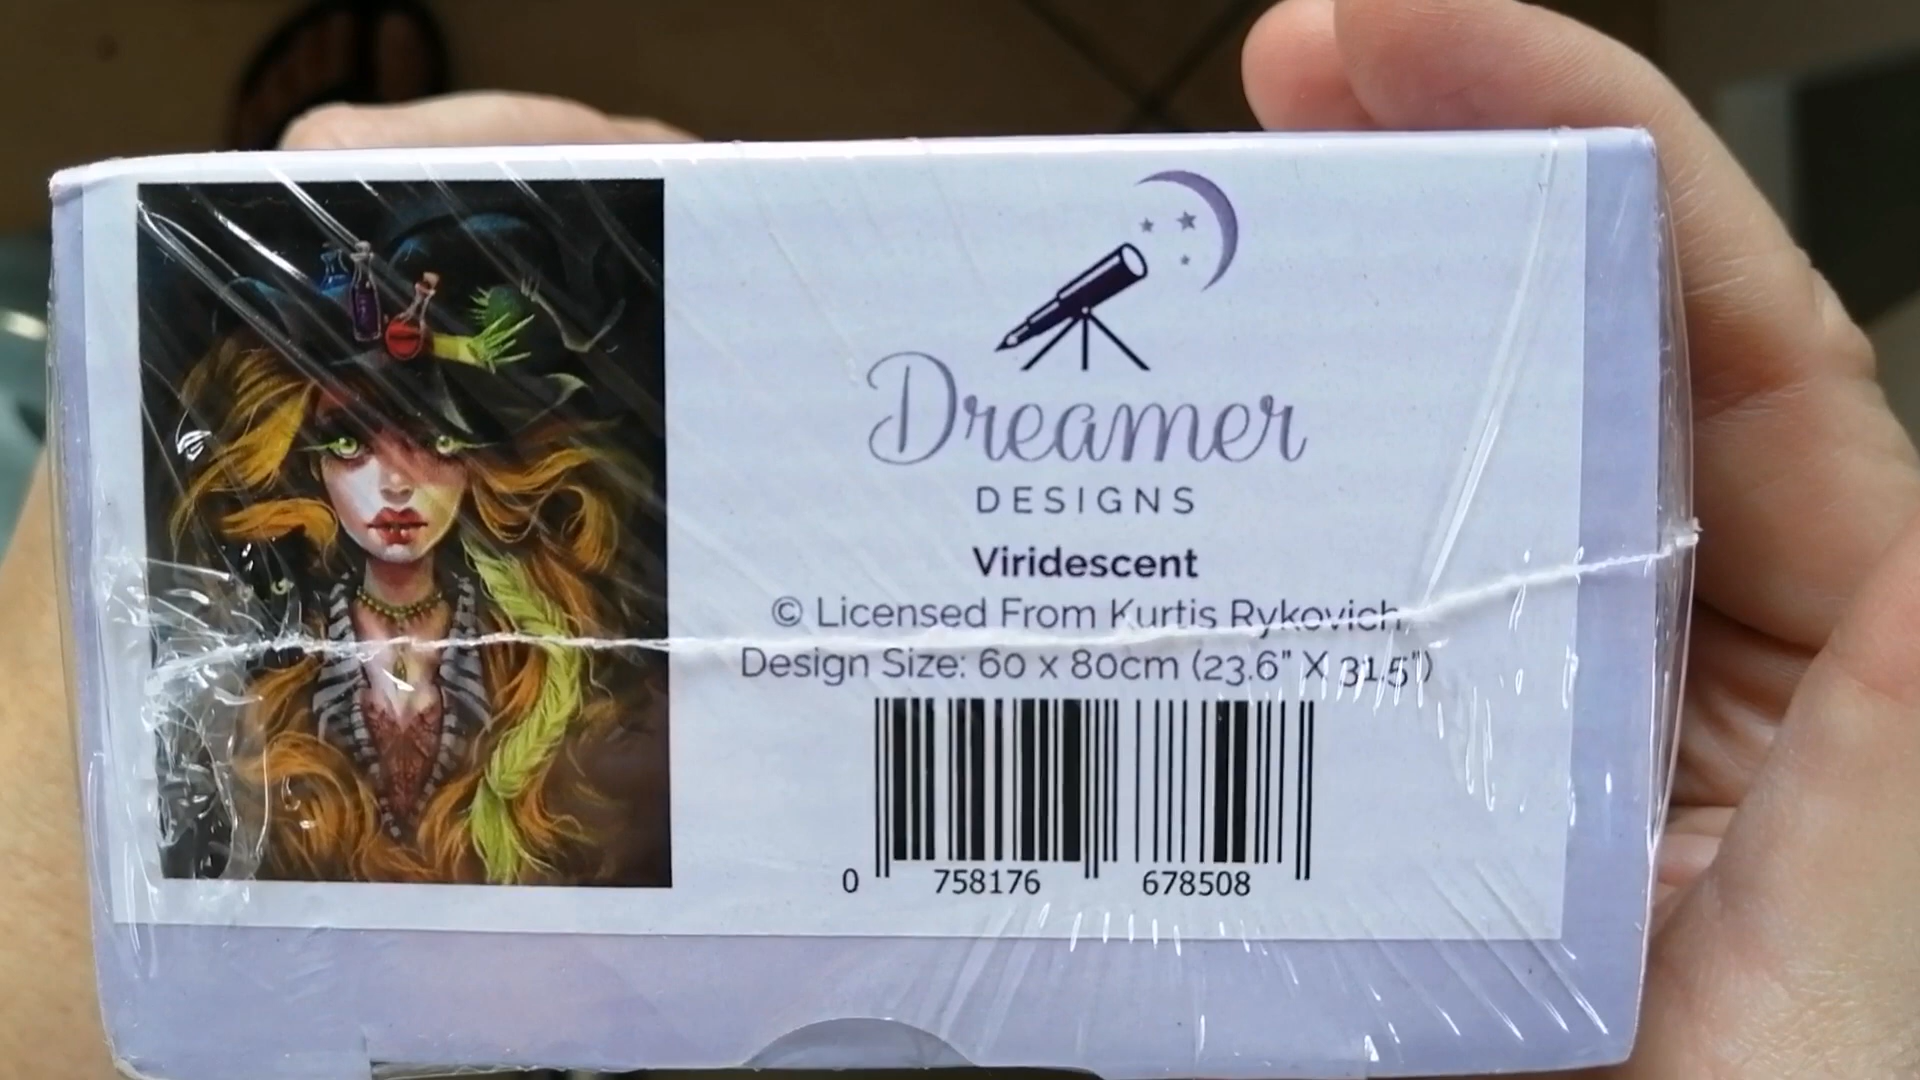 Dreamer
DESIGNS
Viridescent
© Licensed From Kurtis Rykovich
Design Size: 60 x 80cm (23.6" X 31.5")
0 758176 678508